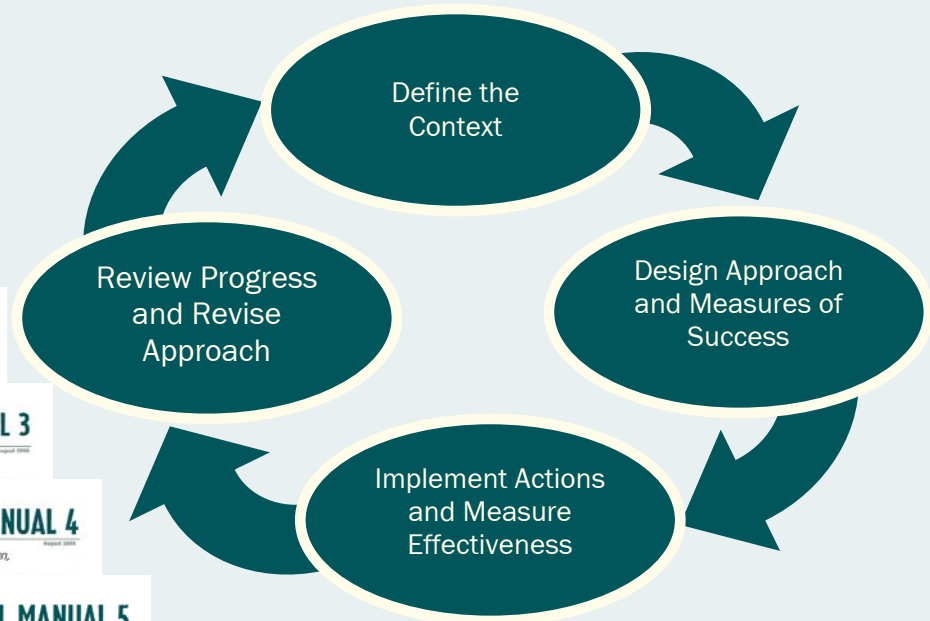 Define the
Context
Design Approach
and Measures of
Success
Implement Actions
and Measure
Effectiveness
Review Progress
and Revise
Approach
L 3
NUAL 4
MANUAL 5